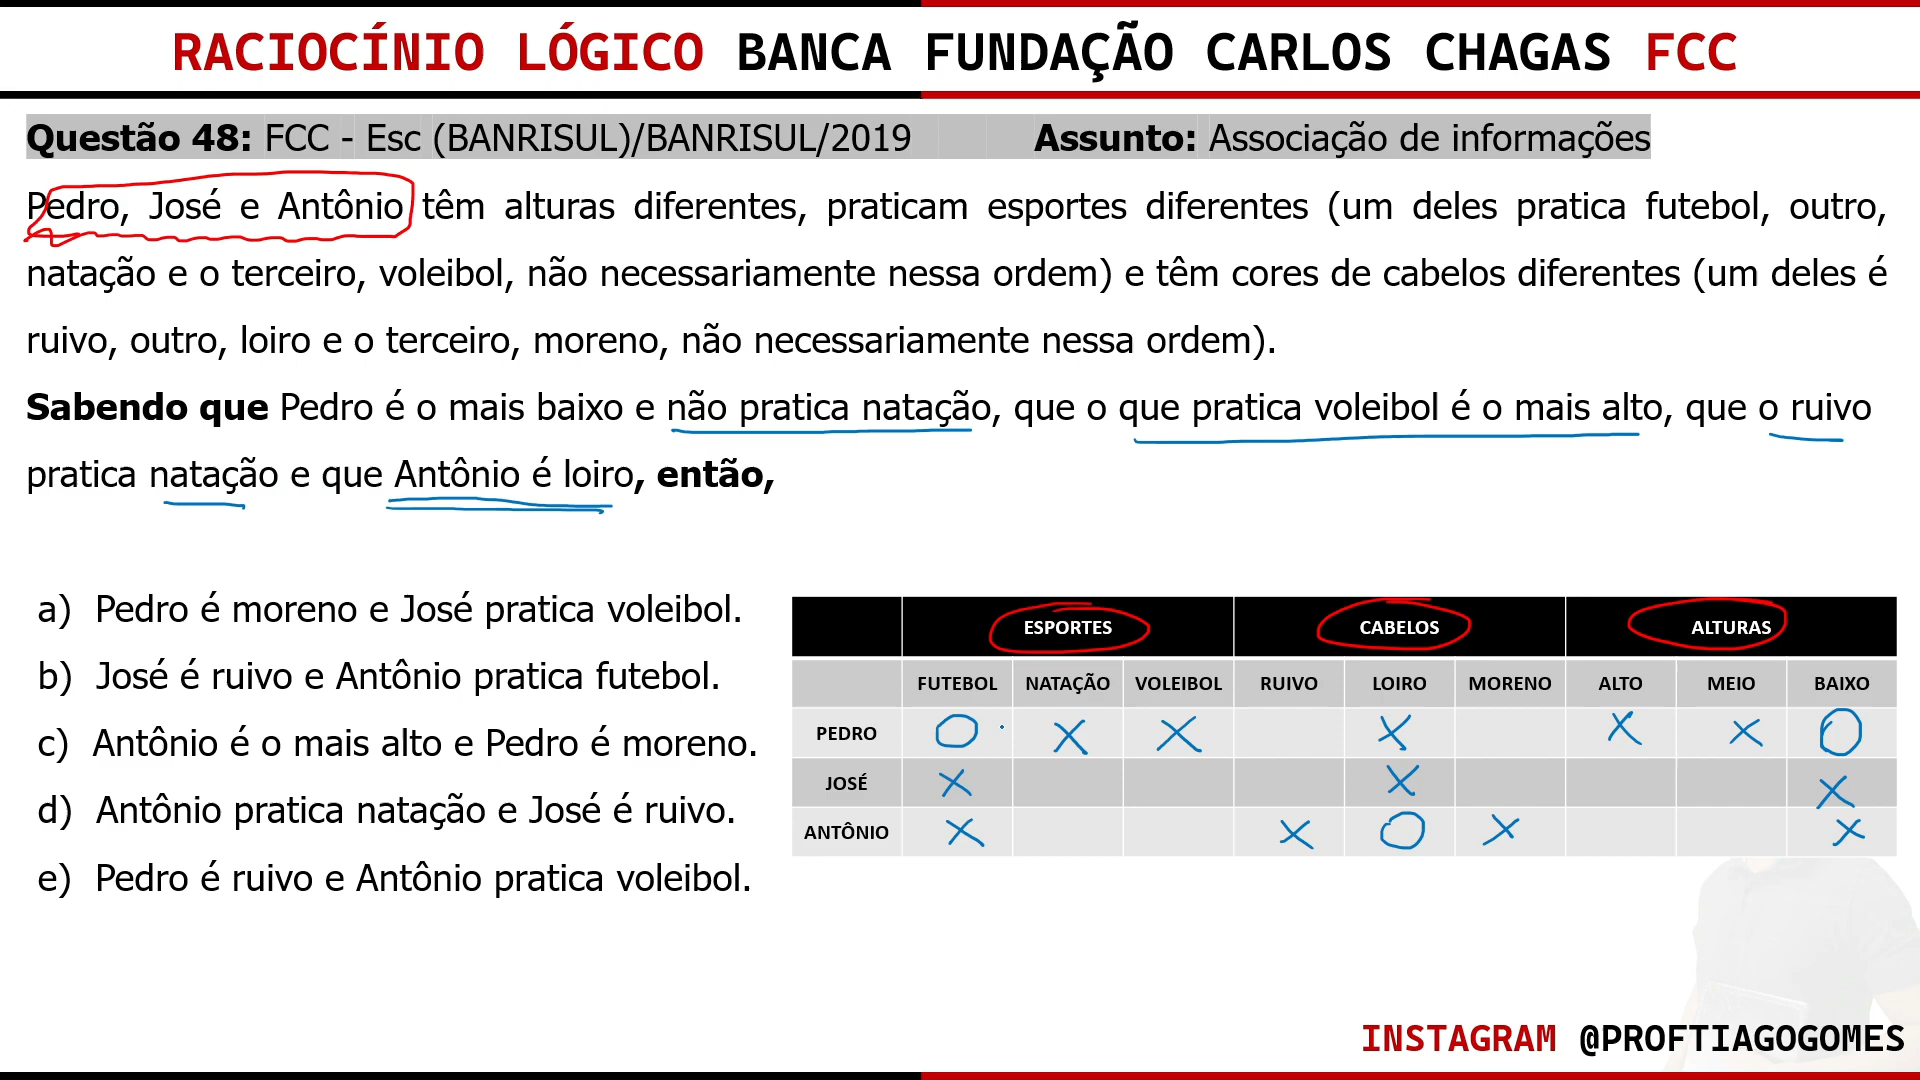 RACIOCÍNIO LÓGICO BANCA FUNDAÇÃO CARLOS CHAGAS FCC
Questão 48: FCC - Esc (BANRISUL)/BANRISUL/2019 Assunto: Associação de informações
Pedro, José e Antônio têm alturas diferentes, praticam esportes diferentes (um deles pratica futebol, outro,
natação e o terceiro, voleibol, não necessariamente nessa ordem) e têm cores de cabelos diferentes (um deles é
ruivo, outro, loiro e o terceiro, moreno, não necessariamente nessa ordem).
Sabendo que Pedro é o mais baixo e não pratica natação, que o que pratica voleibol é o mais alto, que o ruivo
pratica natação e que Antônio é loiro, então,
a) Pedro é moreno e José pratica voleibol.
b) José é ruivo e Antônio pratica futebol.
c) Antônio é o mais alto e Pedro é moreno.
d) Antônio pratica natação e José é ruivo.
e) Pedro é ruivo e Antônio pratica voleibol.
ESPORTES CABELOS ALTURAS
FUTEBOL NATAÇÃO VOLEIBOL RUIVO LOIRO MORENO ALTO MEIO BAIXO
PEDRO O X X X X X O
JOSÉ X X X
ANTÔNIO X X O X X
INSTAGRAM @PROFTIAGOGOMES